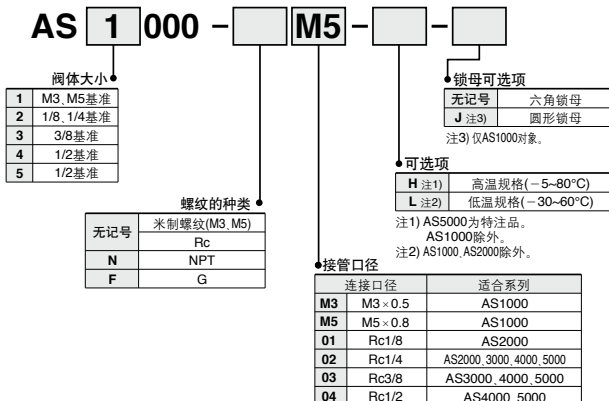 AS 1 000 － M5 － －
阀体大小
1 M3、M5基准
2 1/8、1/4基准
3 3/8基准
4 1/2基准
5 1/2基准
螺纹的种类
无记号 米制螺纹(M3、M5)
Rc
N NPT
F G
锁母可选项
无记号 六角锁母
J 注3) 圆形锁母
注3) 仅AS1000对象。
可选项
H 注1) 高温规格(－5~80°C)
L 注2) 低温规格(－30~60°C)
注1) AS5000为特注品。
AS1000除外。
注2) AS1000、AS2000除外。
接管口径
连接口径 适合系列
M3 M3×0.5 AS1000
M5 M5×0.8 AS1000
01 Rc1/8 AS2000
02 Rc1/4 AS2000、3000、4000、5000
03 Rc3/8 AS3000、4000、5000
04 Rc1/2 AS4000、5000